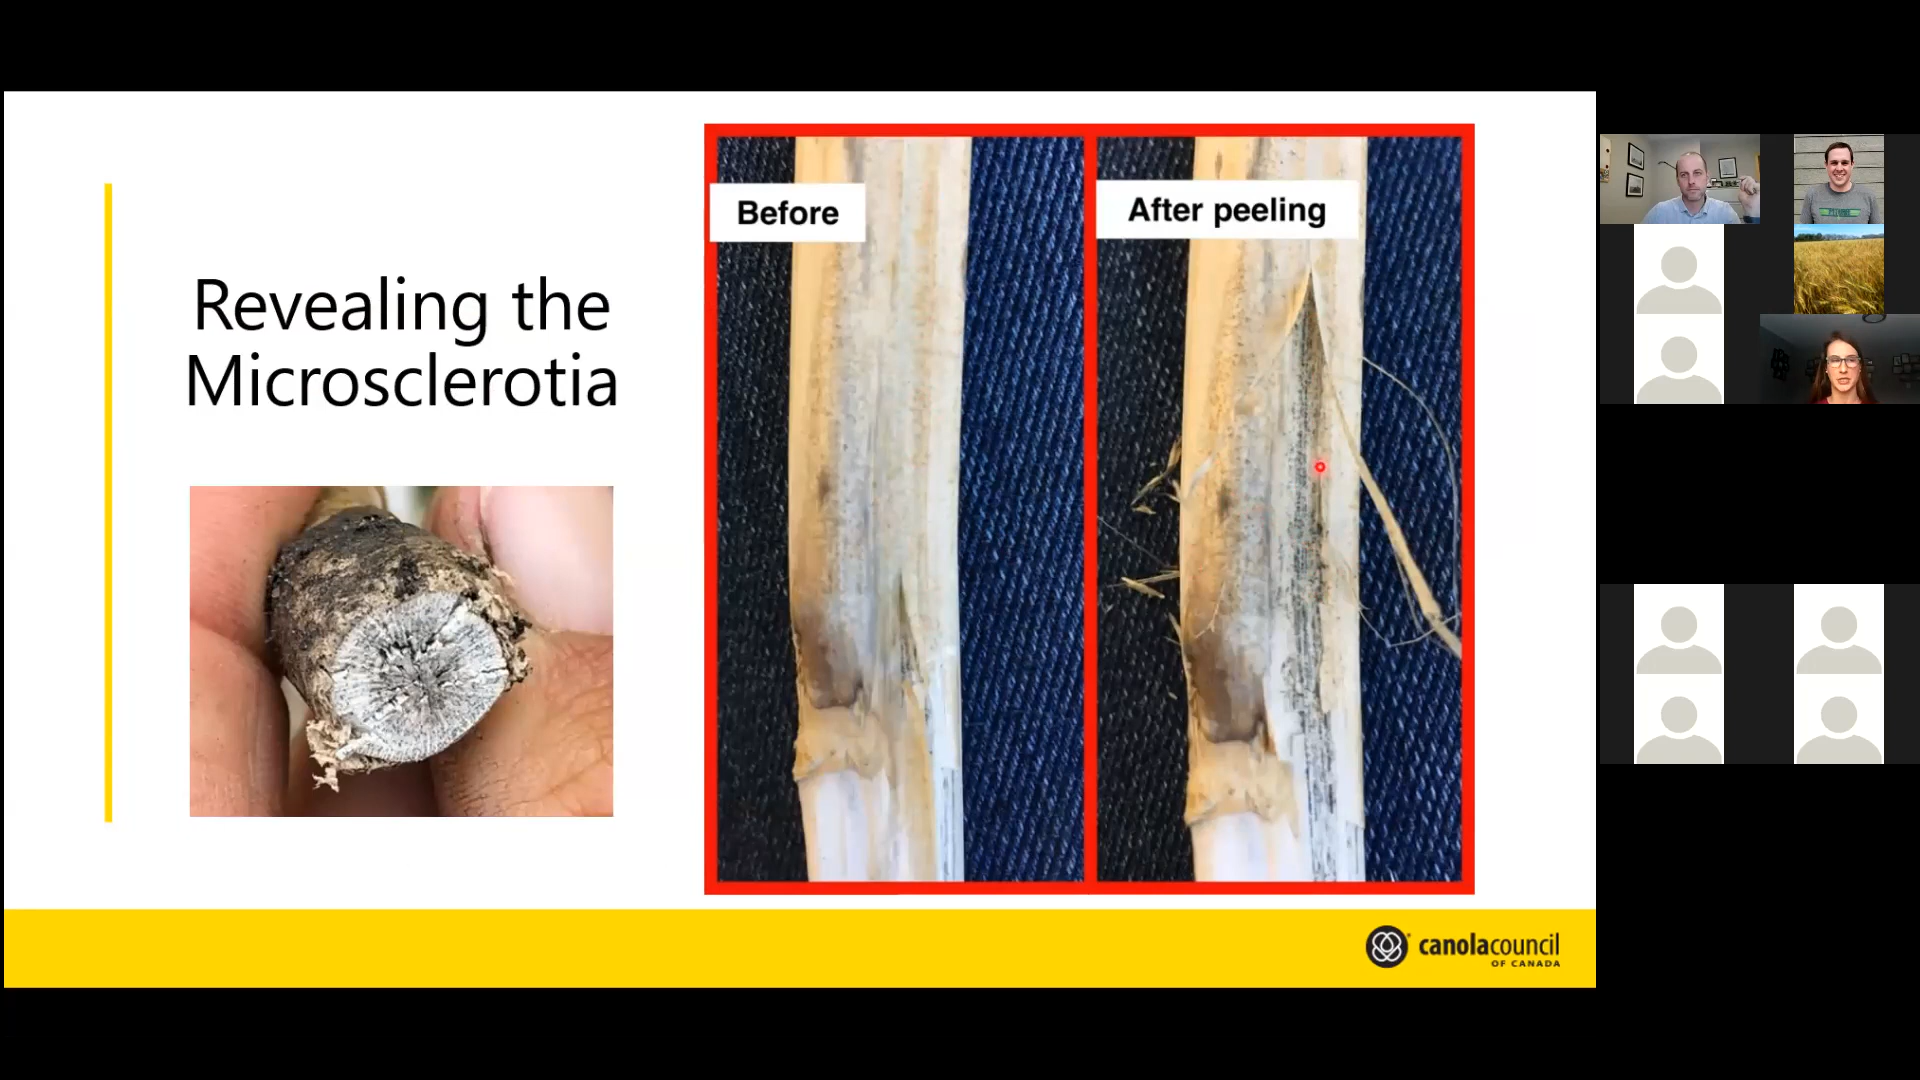 Revealing the
Microsclerotia
Before
After peeling
canolacouncil
OF CANADA